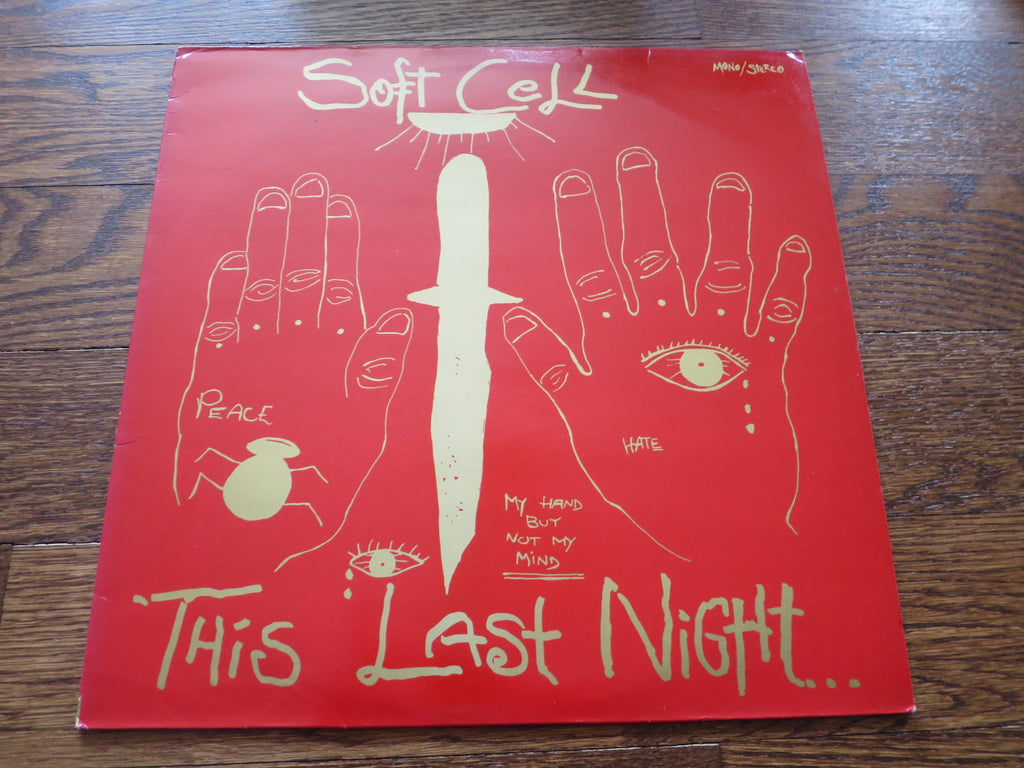 Soft Cell
Mono/Stereo
Peace
Hate
My Hand
But
Not My
Mind
This Last Night...